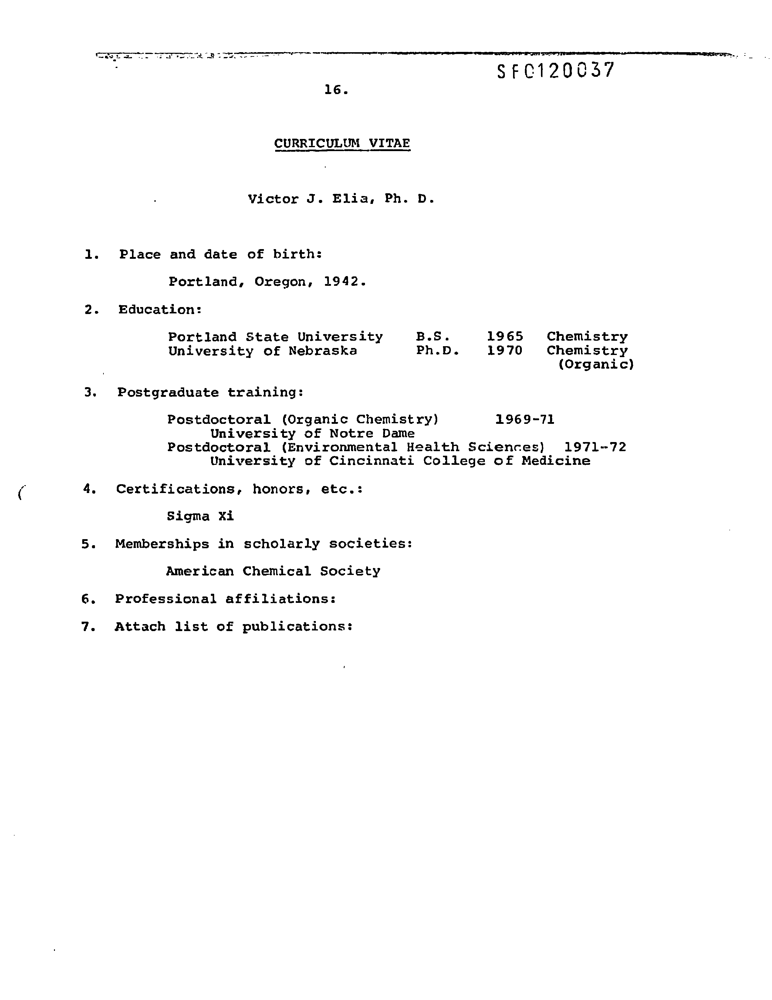 SF0120037
16.
CURRICULUM VITAE
Victor J. Elia, Ph. D.
1. Place and date of birth:
Portland, Oregon, 1942.
2. Education:
Portland State University B.S. 1965 Chemistry
University of Nebraska Ph.D. 1970 Chemistry
(Organic)
3. Postgraduate training:
Postdoctoral (Organic Chemistry) 1969-71
University of Notre Dame
Postdoctoral (Environmental Health Sciences) 1971-72
University of Cincinnati College of Medicine
4. Certifications, honors, etc.:
Sigma Xi
5. Memberships in scholarly societies:
American Chemical Society
6. Professional affiliations:
7. Attach list of publications: